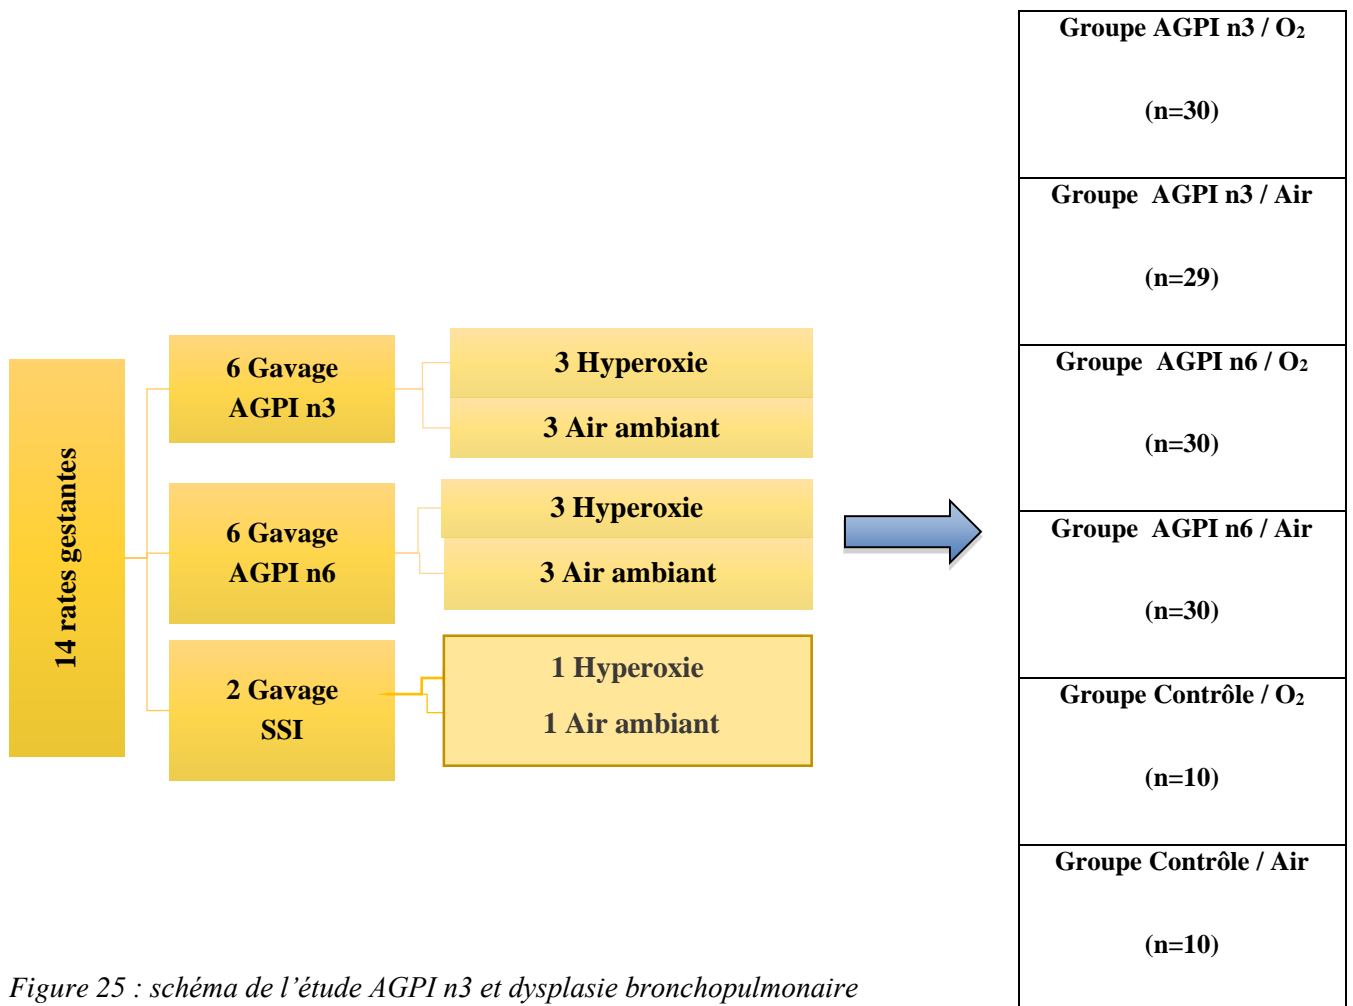 14 rates gestantes
6 Gavage
AGPI n3
3 Hyperoxie
3 Air ambiant
6 Gavage
AGPI n6
3 Hyperoxie
3 Air ambiant
2 Gavage
SSI
1 Hyperoxie
1 Air ambiant
Groupe AGPI n3 / O₂
(n=30)
Groupe AGPI n3 / Air
(n=29)
Groupe AGPI n6 / O₂
(n=30)
Groupe AGPI n6 / Air
(n=30)
Groupe Contrôle / O₂
(n=10)
Groupe Contrôle / Air
(n=10)
Figure 25 : schéma de l’étude AGPI n3 et dysplasie bronchopulmonaire